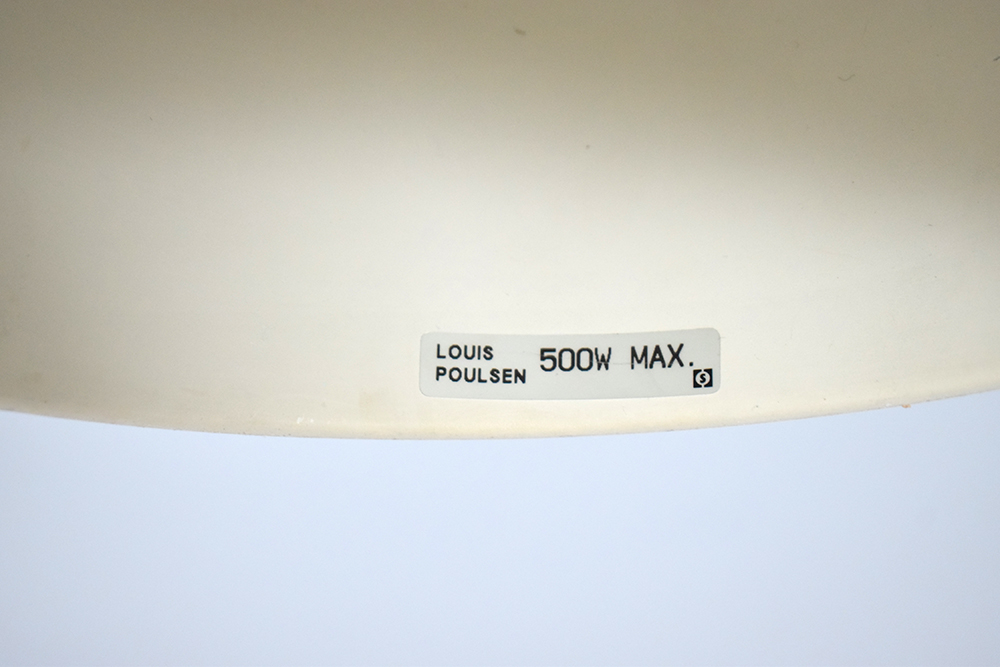 LOUIS
POULSEN
500W MAX.